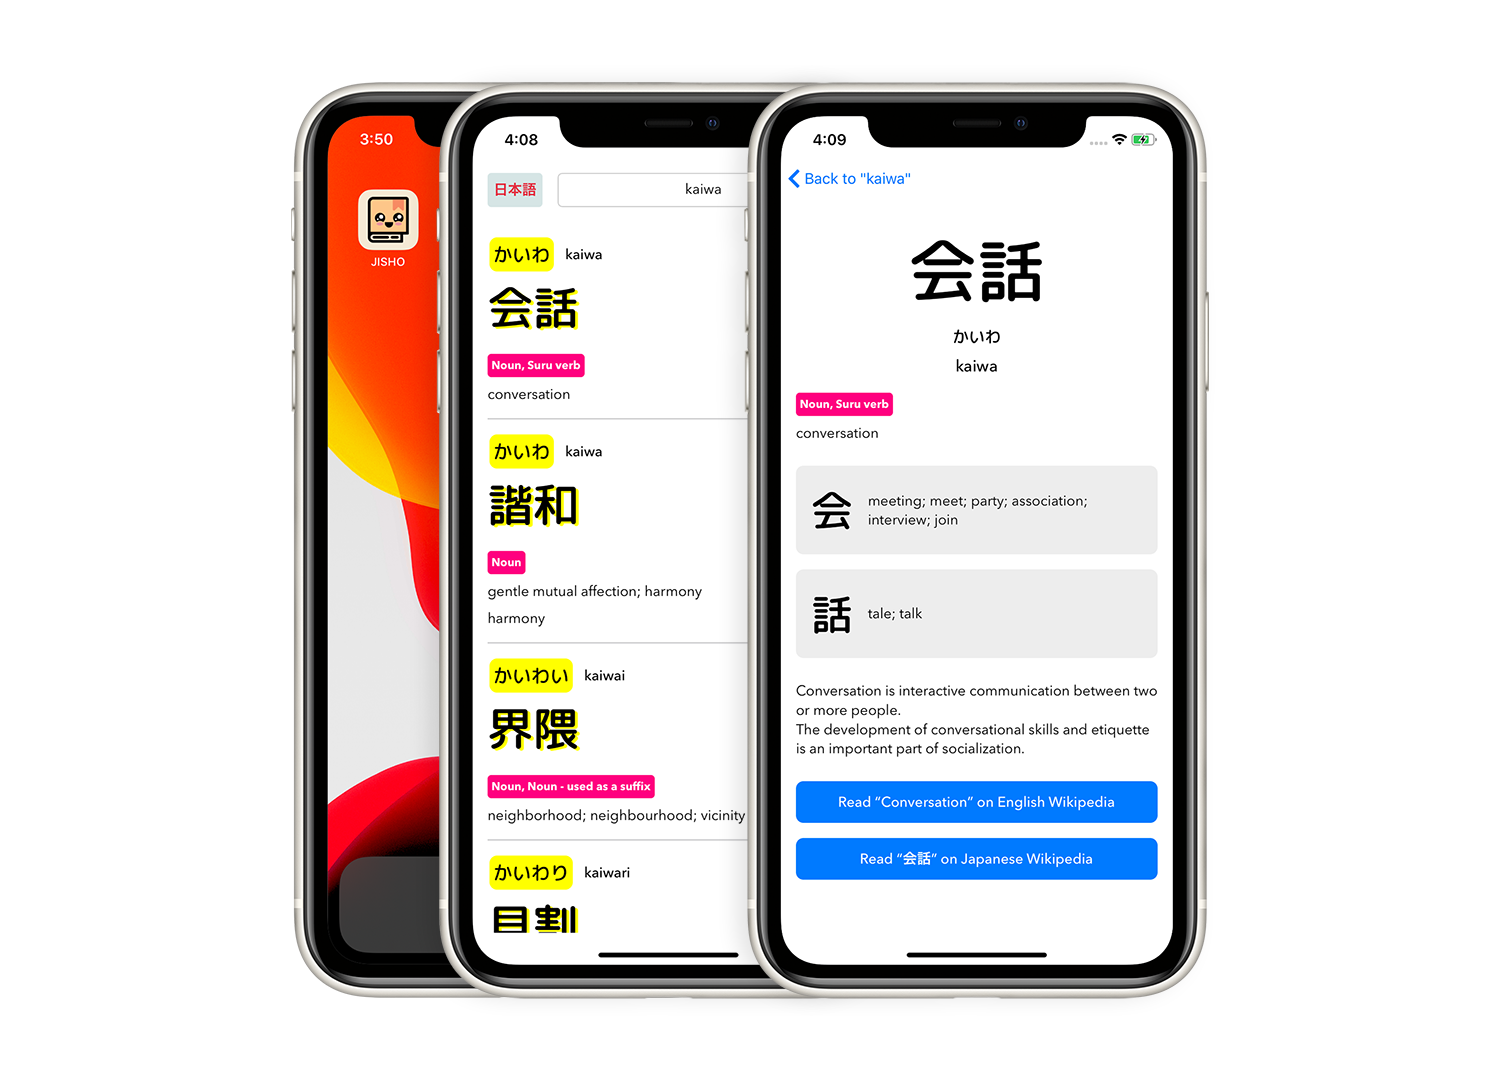 3:50
JISHO
4:08
日本語
kaiwa
かいわ kaiwa
会話
Noun, Suru verb
conversation
かいわ kaiwa
諧和
Noun
gentle mutual affection; harmony
harmony
かいわい kaiwai
界隈
Noun, Noun - used as a suffix
neighborhood; neighbourhood; vicinity
かいわり kaiwari
4:09
Back to "kaiwa"
会話
かいわ
kaiwa
Noun, Suru verb
conversation
会
meeting; meet; party; association;
interview; join
話
tale; talk
Conversation is interactive communication between two
or more people.
The development of conversational skills and etiquette
is an important part of socialization.
Read “Conversation” on English Wikipedia
Read “会話” on Japanese Wikipedia